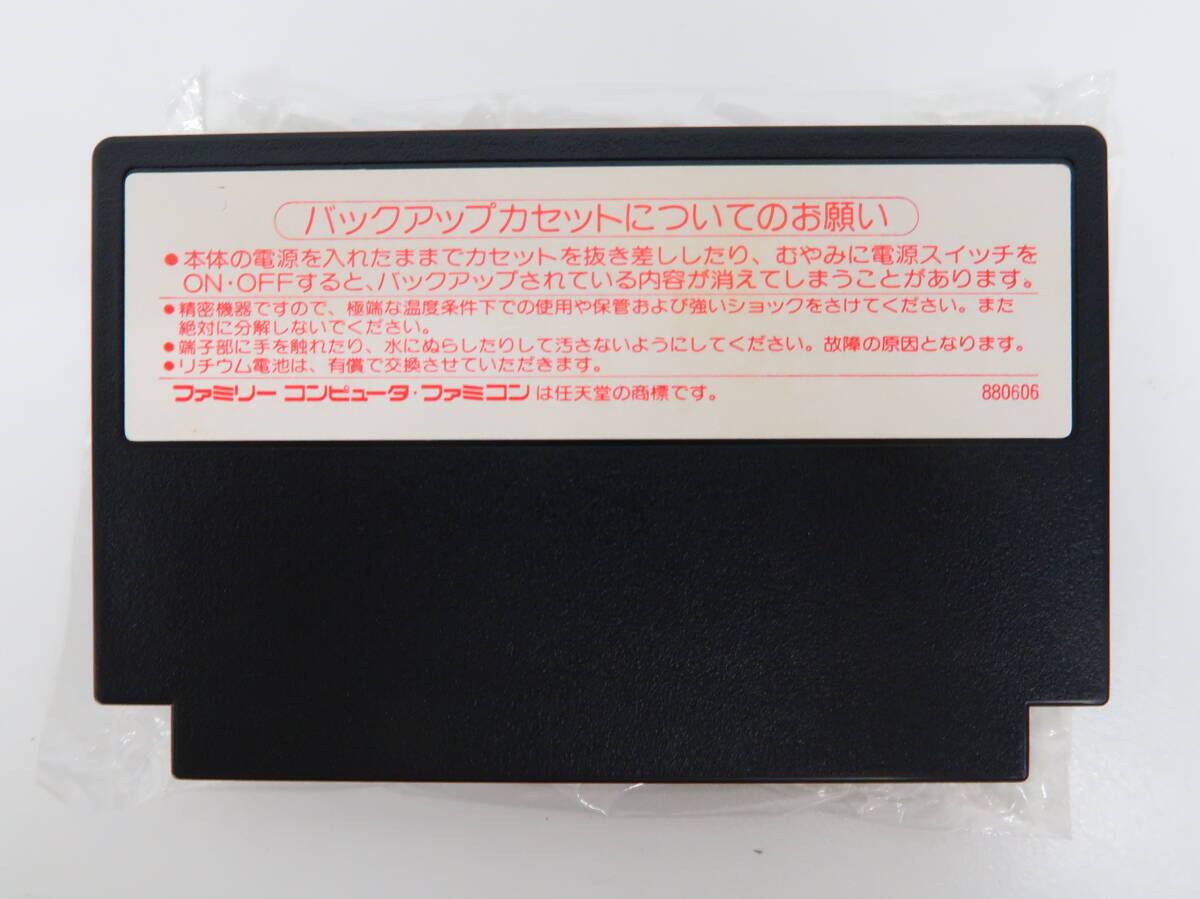 バックアップカセットについてのお願い
●本体の電源を入れたままでカセットを抜き差ししたり、むやみに電源スイッチを
ON・OFFすると、バックアップされている内容が消えてしまうことがあります。
●精密機器ですので、極端な温度条件下での使用や保管および強いショックをさけてください。また
絶対に分解しないでください。
●端子部に手を触れたり、水にぬらしたりして汚さないようにしてください。故障の原因となります。
●リチウム電池は、有償で交換させていただきます。
ファミリー コンピュータ・ファミコンは任天堂の商標です。 880606